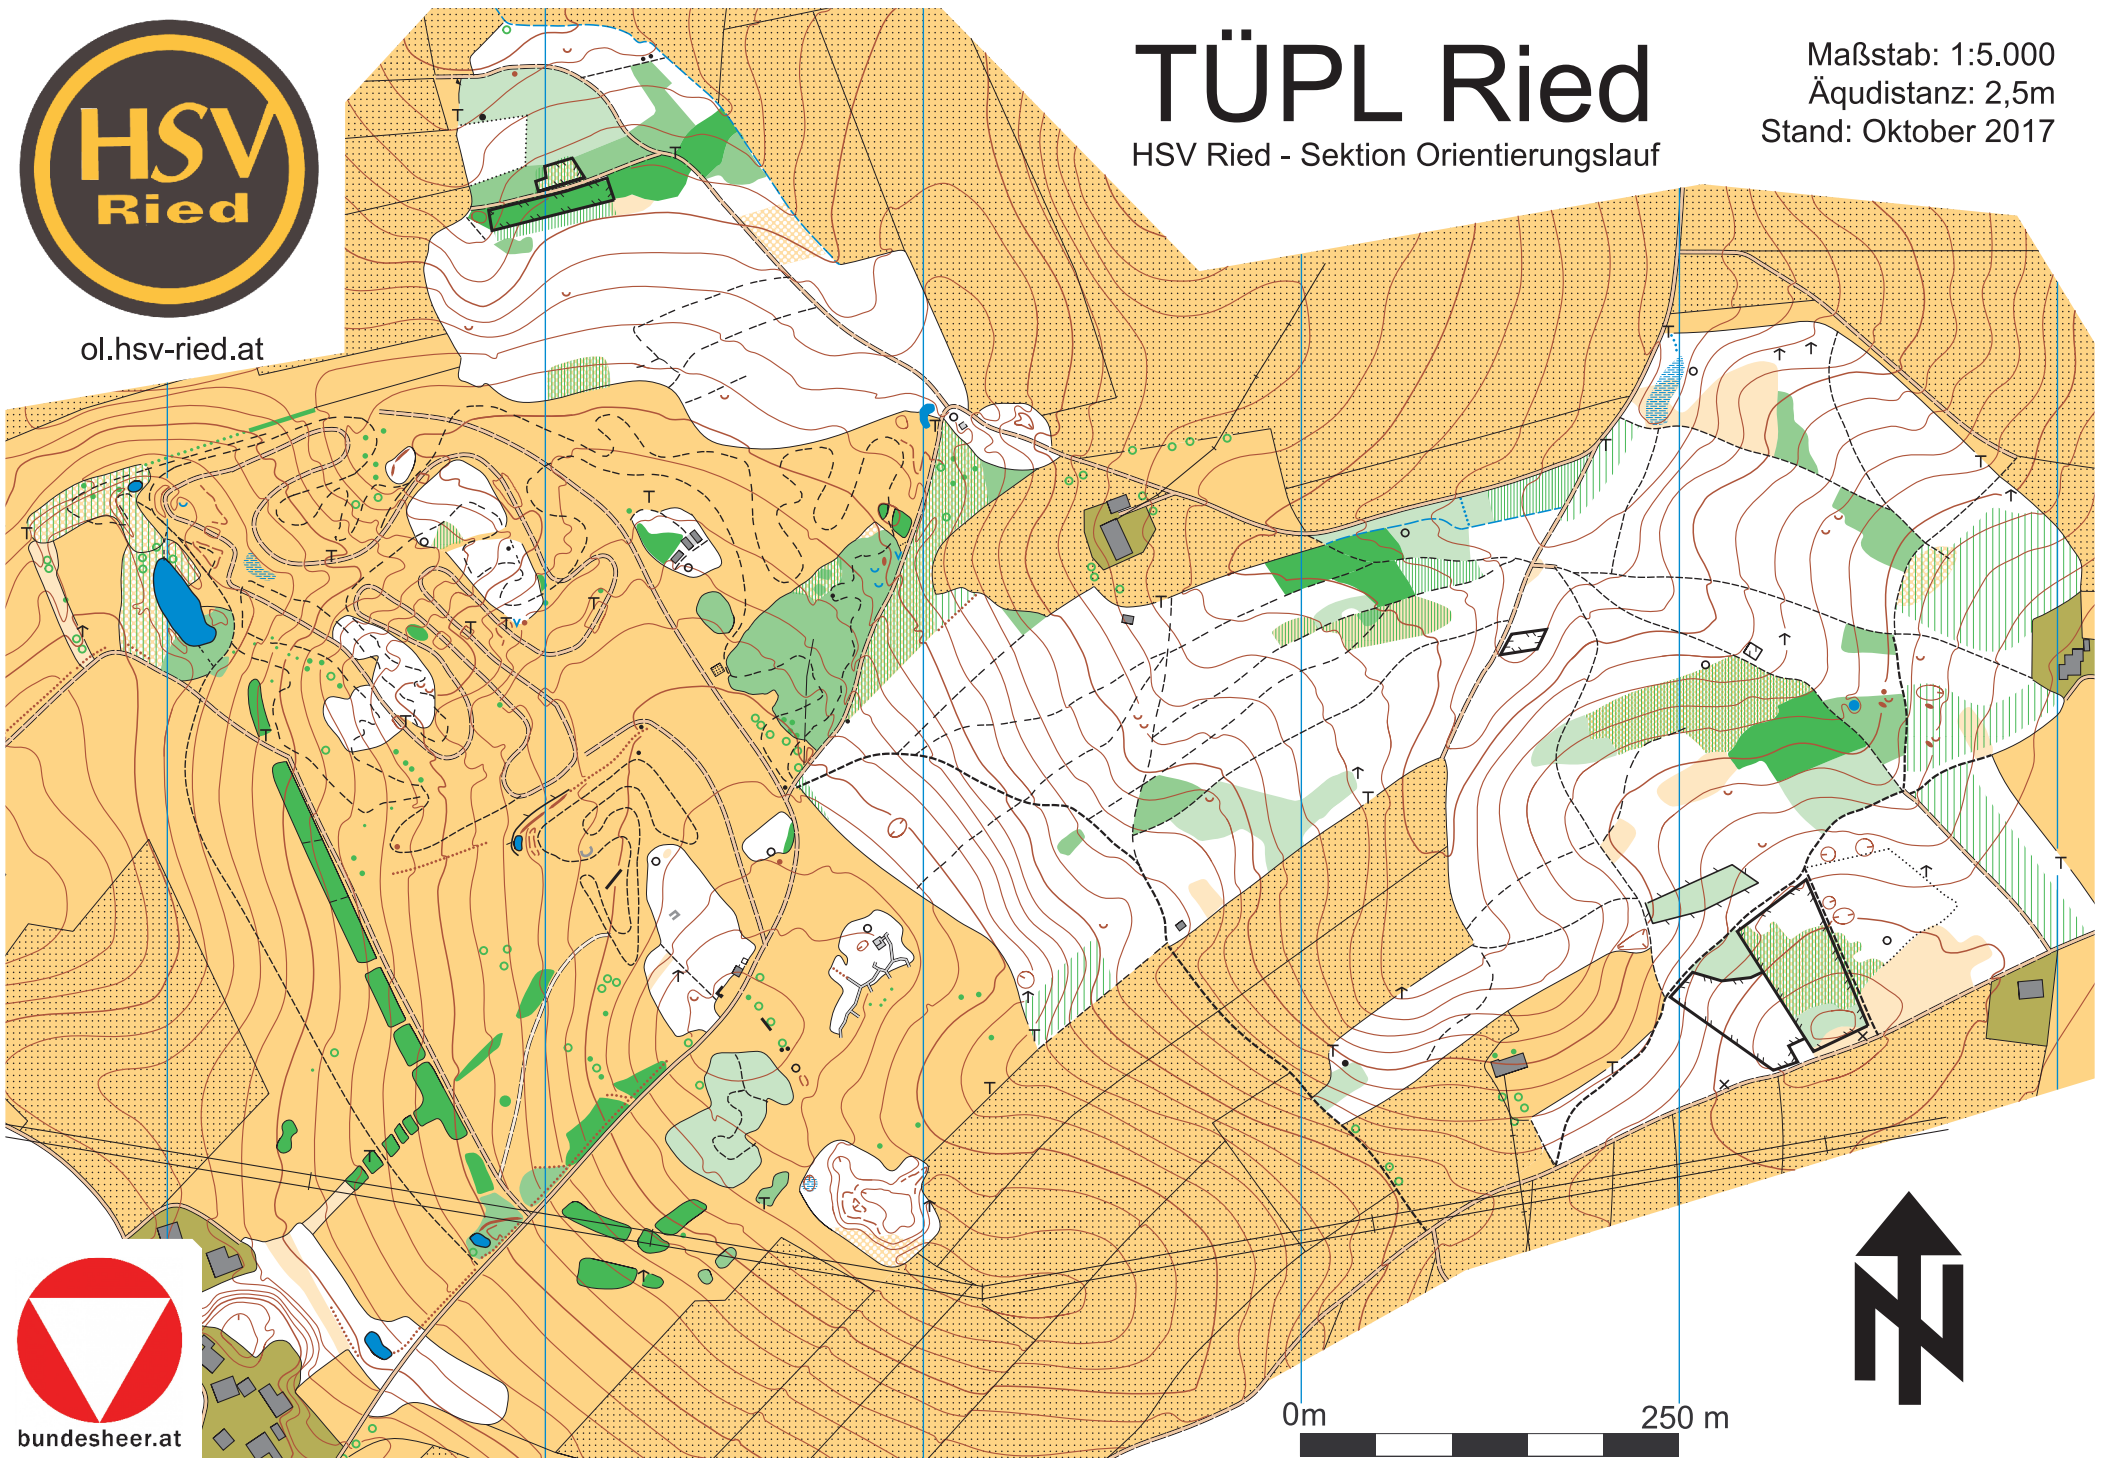 HSV
Ried
ol.hsv-ried.at
TÜPL Ried
HSV Ried - Sektion Orientierungslauf
Maßstab: 1:5.000
Äqudistanz: 2,5m
Stand: Oktober 2017
bundesheer.at
0m
250 m
N